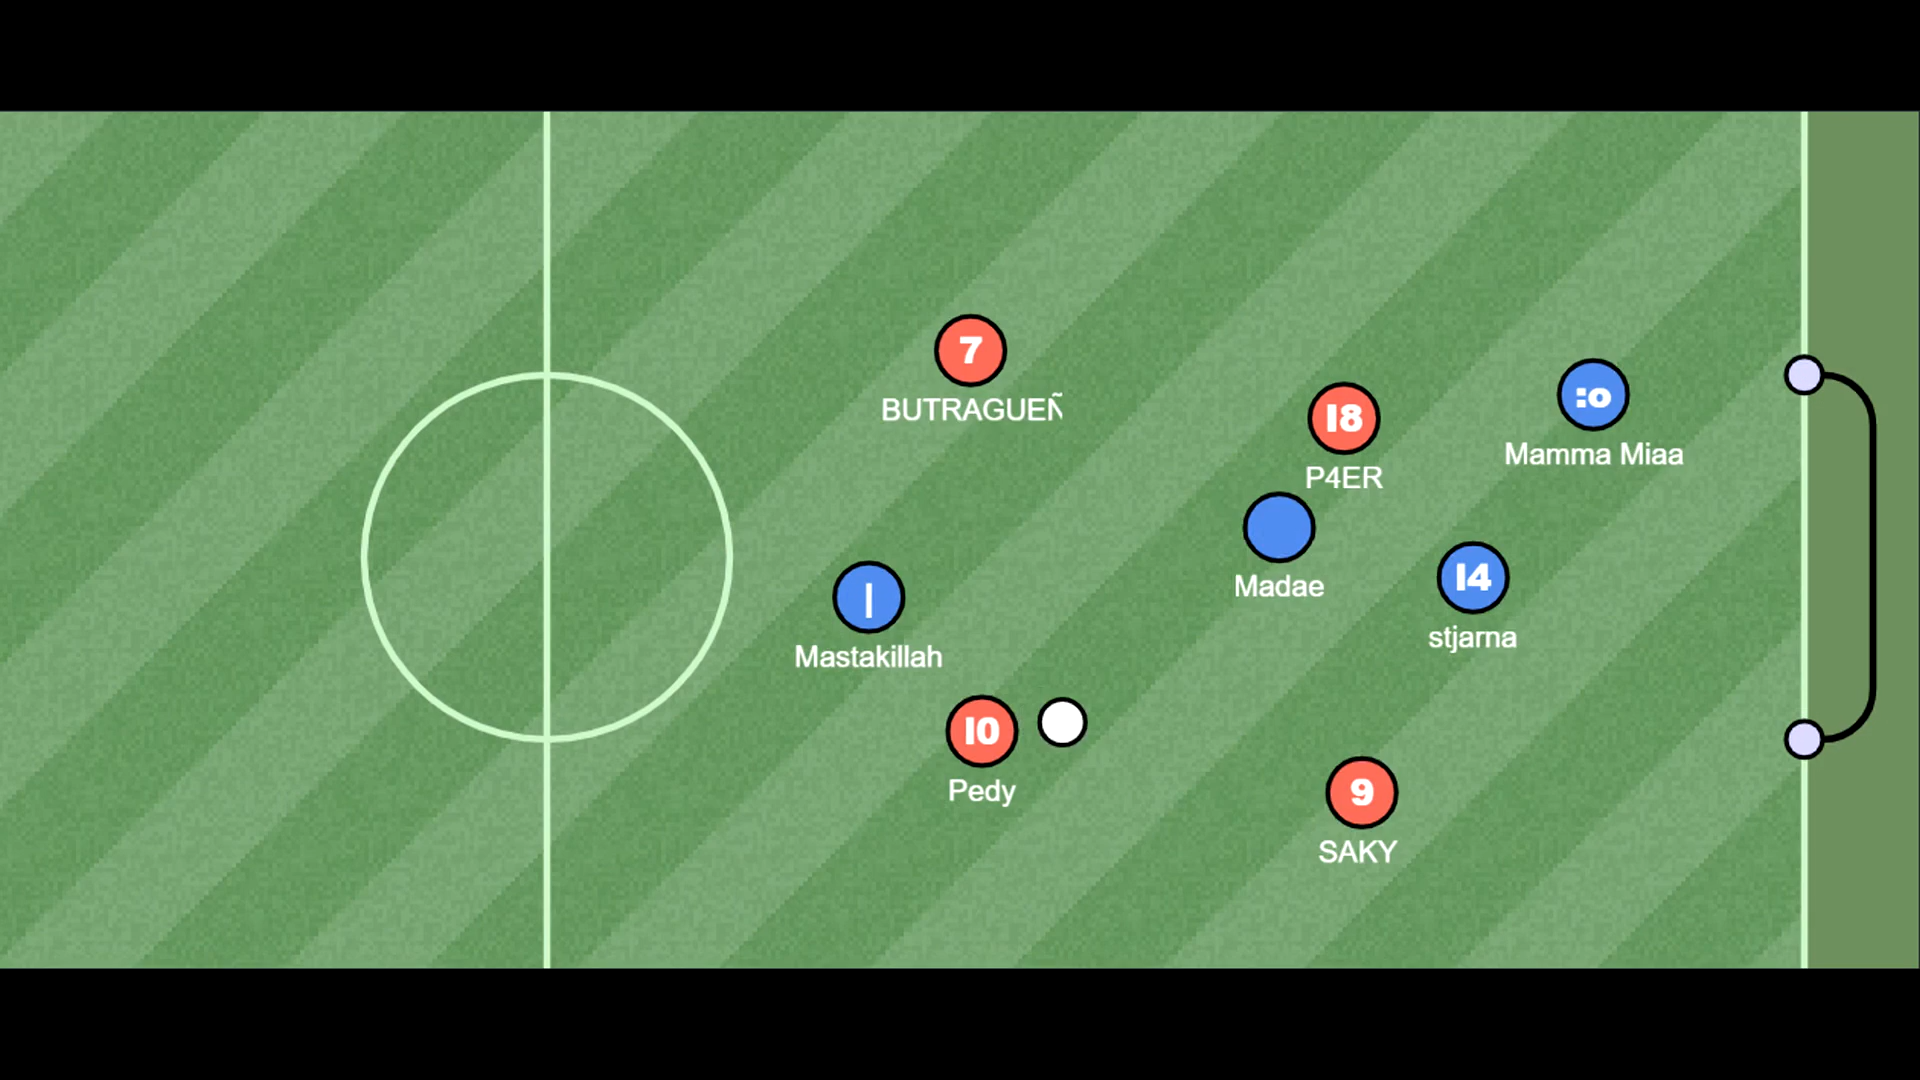 7
BUTRAGUEÑ
18
P4ER
:o
Mamma Miaa
Madae
14
stjarna
|
Mastakillah
10
Pedy
9
SAKY